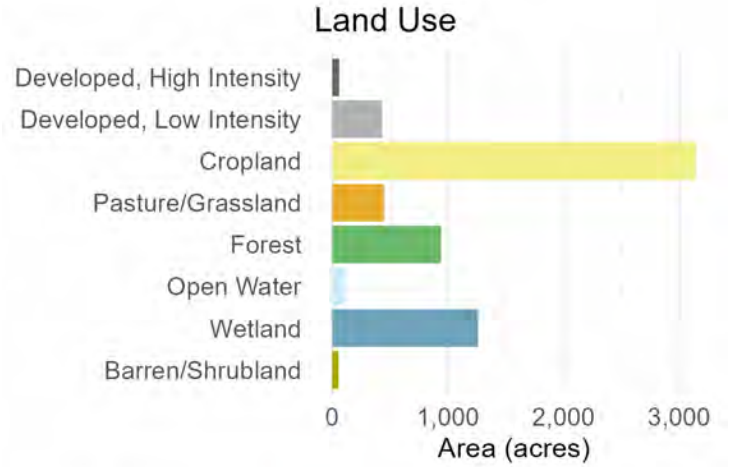 Land Use
Developed, High Intensity
Developed, Low Intensity
Cropland
Pasture/Grassland
Forest
Open Water
Wetland
Barren/Shrubland
0 1,000 2,000 3,000
Area (acres)